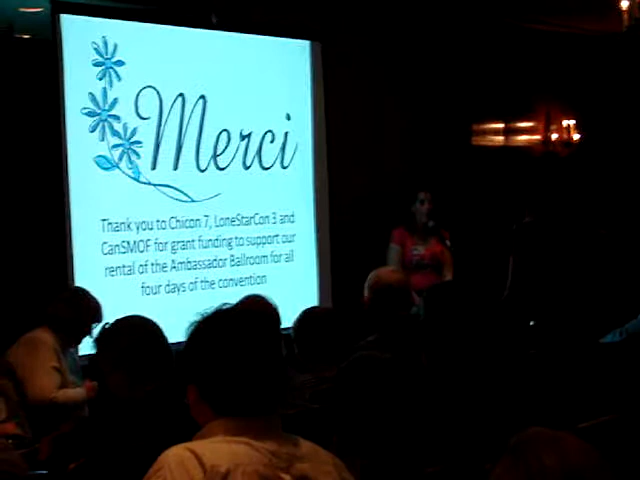 Merci
Thank you to Chicon 7, LoneStarCon 3 and
CanSMOF for grant funding to support our
rental of the Ambassador Ballroom for all
four days of the convention